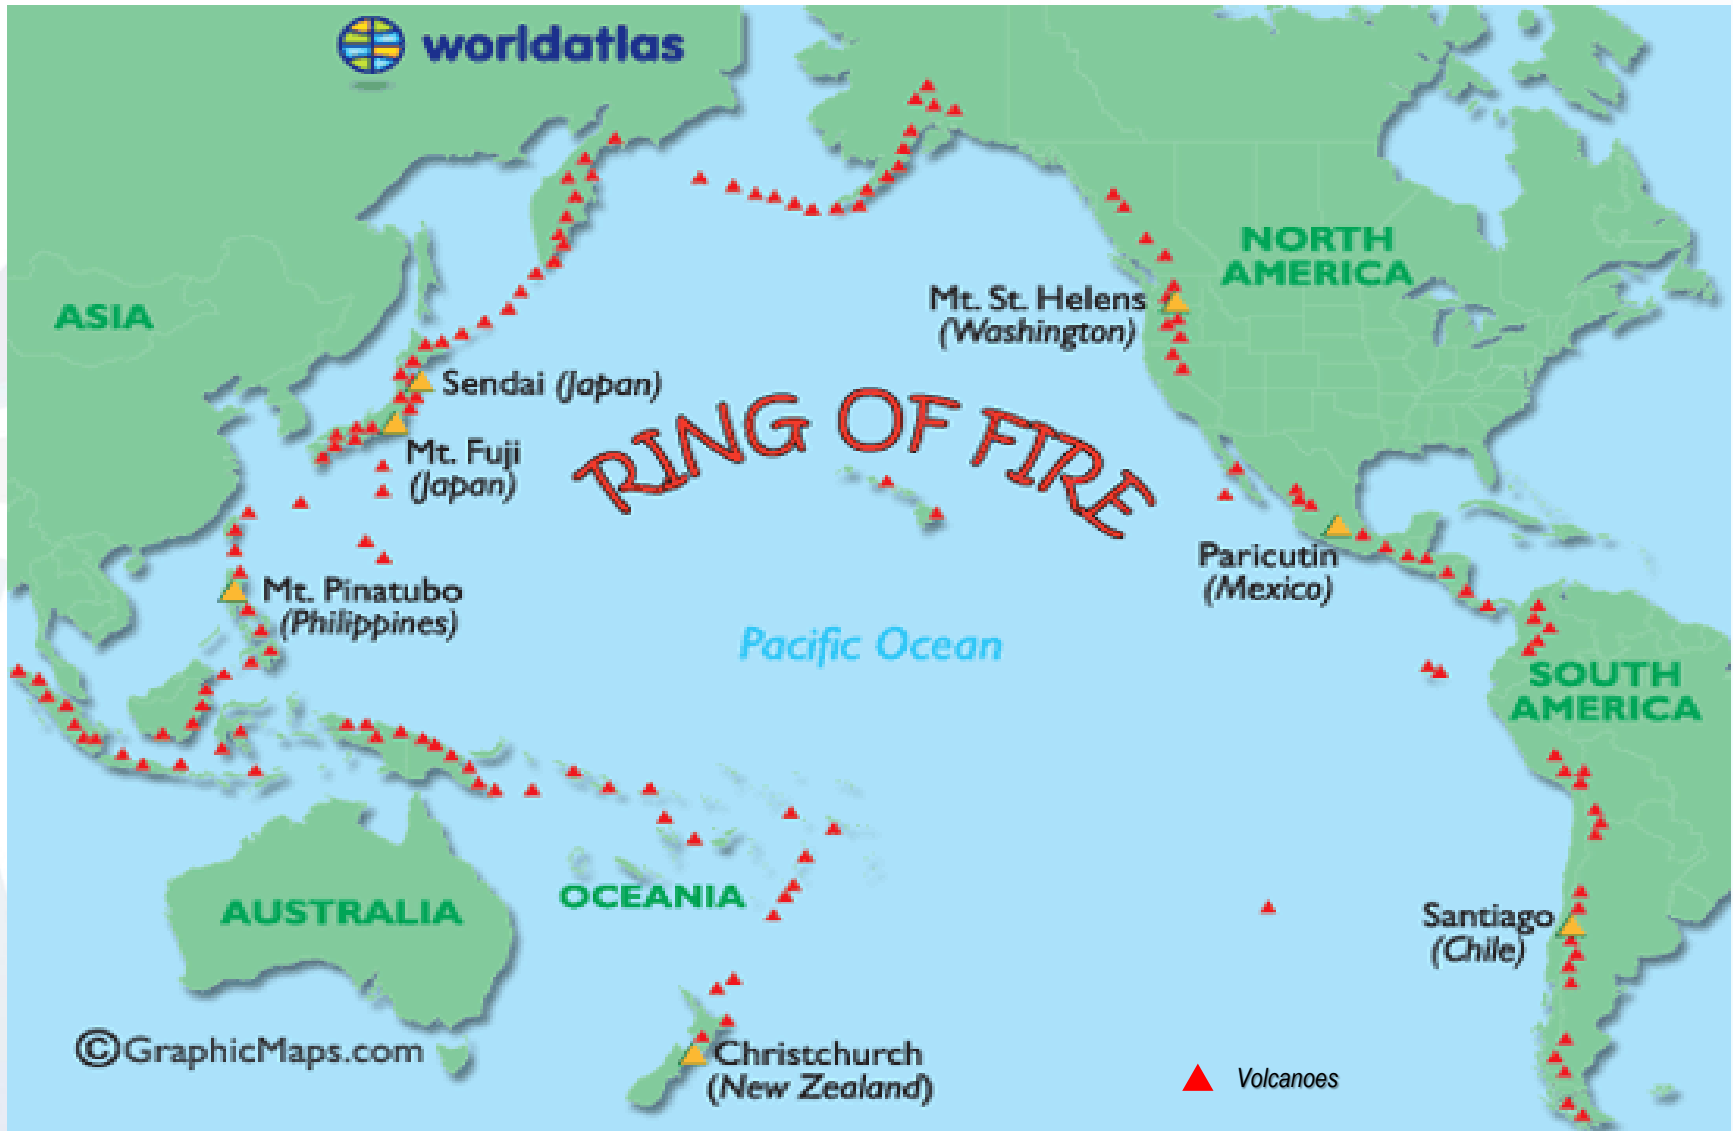 worldatlas
NORTH
AMERICA
ASIA
Mt. St. Helens
(Washington)
Sendai (Japan)
RING OF FIRE
Mt. Fuji
(Japan)
Paricutin
(Mexico)
Mt. Pinatubo
(Philippines)
Pacific Ocean
SOUTH
AMERICA
OCEANIA
AUSTRALIA
Santiago
(Chile)
©GraphicMaps.com
Christchurch
(New Zealand)
Volcanoes